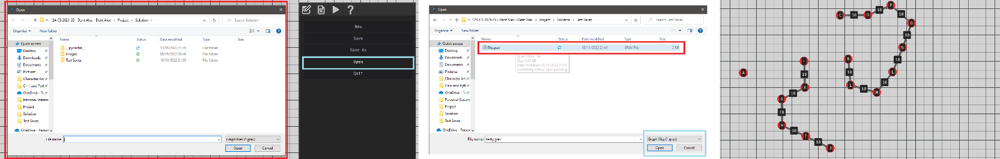 Open
« 12A CS 2021-23 - Dent Alex - Dent Alex > Project > Solution >
Search Solution
Organise
New folder
Name
Status
Date modified
Type
Size
Quick access
Desktop
Downloads
Documents
Pictures
Character Art
C++ and Pyth
OneDrive - Tu
Personal Statem
Project
Solution
Test Saves
OneDrive - Person
__pycache__
13/11/2022 21:49
File folder
images
08/11/2022 00:46
File folder
Test Saves
13/11/2022 21:39
File folder
File name:
Graph files (*.grav)
Open
Cancel
?
New
Save
Save As
Open
Quit
Open
« 12A CS 2021-23 - Dent Alex - Dent Alex > Project > Solution > Test Saves
Search Test Saves
Organise
New folder
Name
Status
Date modified
Type
Size
Quick access
Desktop
Downloads
Documents
Pictures
Character Art
C++ and Pyth
OneDrive - Tu
Personal Statem
Project
Solution
Test Saves
OneDrive - Person
file.grav
13/11/2022 21:41
GRAV File
2 KB
Type: GRAV File
Size: 1.03 KB
Date modified: 13/11/2022 21:41
Availability status: Sync pending
File name: testy.grav
Graph files (*.grav)
Open
Cancel
P
C 10 D 10 10
O
10
N
B 10
A
10 10 E
L 10 10
K M
10
G
10
H
10
I
10
J